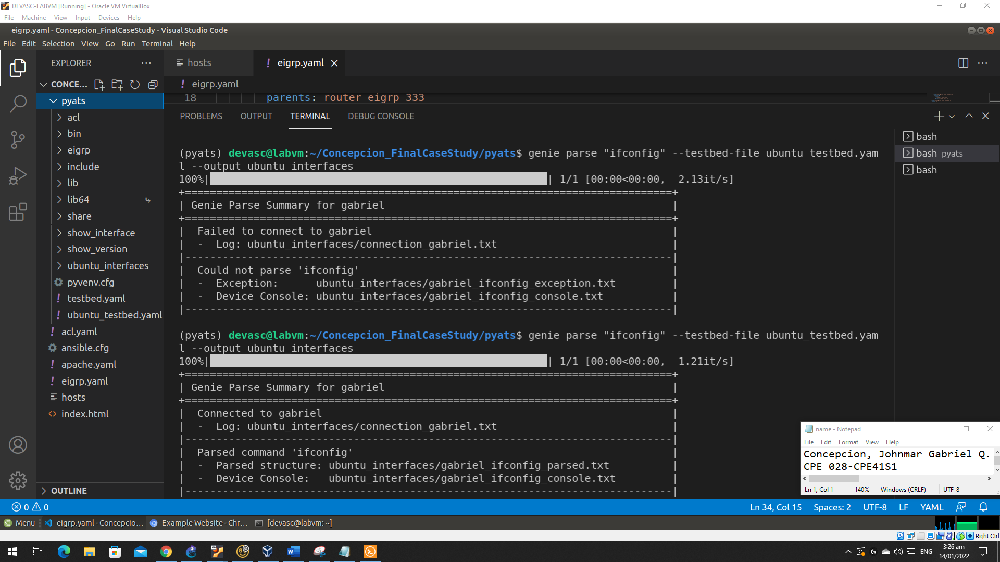 DEVASC-LABVM [Running] - Oracle VM VirtualBox
File Machine View Input Devices Help
eigrp.yaml - Concepcion_FinalCaseStudy - Visual Studio Code
File Edit Selection View Go Run Terminal Help
EXPLORER
hosts
! eigrp.yaml
CONCE...
! eigrp.yaml
18 parents: router eigrp 333
pyats
acl
bin
eigrp
include
lib
lib64
share
show_interface
show_version
ubuntu_interfaces
pyvenv.cfg
! testbed.yaml
! ubuntu_testbed.yaml
! acl.yaml
ansible.cfg
! apache.yaml
! eigrp.yaml
hosts
<> index.html
OUTLINE
PROBLEMS OUTPUT TERMINAL DEBUG CONSOLE
bash
bash pyats
bash
(pyats) devasc@labvm:~/Concepcion_FinalCaseStudy/pyats$ genie parse "ifconfig" --testbed-file ubuntu_testbed.yam
l --output ubuntu_interfaces
100%| | 1/1 [00:00<00:00,  2.13it/s]
+==============================================================================+
| Genie Parse Summary for gabriel                                              |
+==============================================================================+
|  Failed to connect to gabriel                                                |
|  -  Log: ubuntu_interfaces/connection_gabriel.txt                            |
|------------------------------------------------------------------------------|
|  Could not parse 'ifconfig'                                                  |
|  -  Exception:      ubuntu_interfaces/gabriel_ifconfig_exception.txt         |
|  -  Device Console: ubuntu_interfaces/gabriel_ifconfig_console.txt           |
|------------------------------------------------------------------------------|
(pyats) devasc@labvm:~/Concepcion_FinalCaseStudy/pyats$ genie parse "ifconfig" --testbed-file ubuntu_testbed.yam
l --output ubuntu_interfaces
100%| | 1/1 [00:00<00:00,  1.21it/s]
+==============================================================================+
| Genie Parse Summary for gabriel                                              |
+==============================================================================+
|  Connected to gabriel                                                        |
|  -  Log: ubuntu_interfaces/connection_gabriel.txt                            |
|------------------------------------------------------------------------------|
|  Parsed command 'ifconfig'                                                   |
|  -  Parsed structure: ubuntu_interfaces/gabriel_ifconfig_parsed.txt          |
|  -  Device Console:   ubuntu_interfaces/gabriel_ifconfig_console.txt         |
|------------------------------------------------------------------------------|
name - Notepad
File Edit Format View Help
Concepcion, Johnmar Gabriel Q.
CPE 028-CPE41S1
Ln 1, Col 1 140% Windows (CRLF) UTF-8
0 0 Ln 34, Col 15 Spaces: 2 UTF-8 LF YAML
Menu eigrp.yaml - Concepcio... Example Website - Chr... [devasc@labvm: ~]
Right Ctrl
ENG
3:26 am
14/01/2022